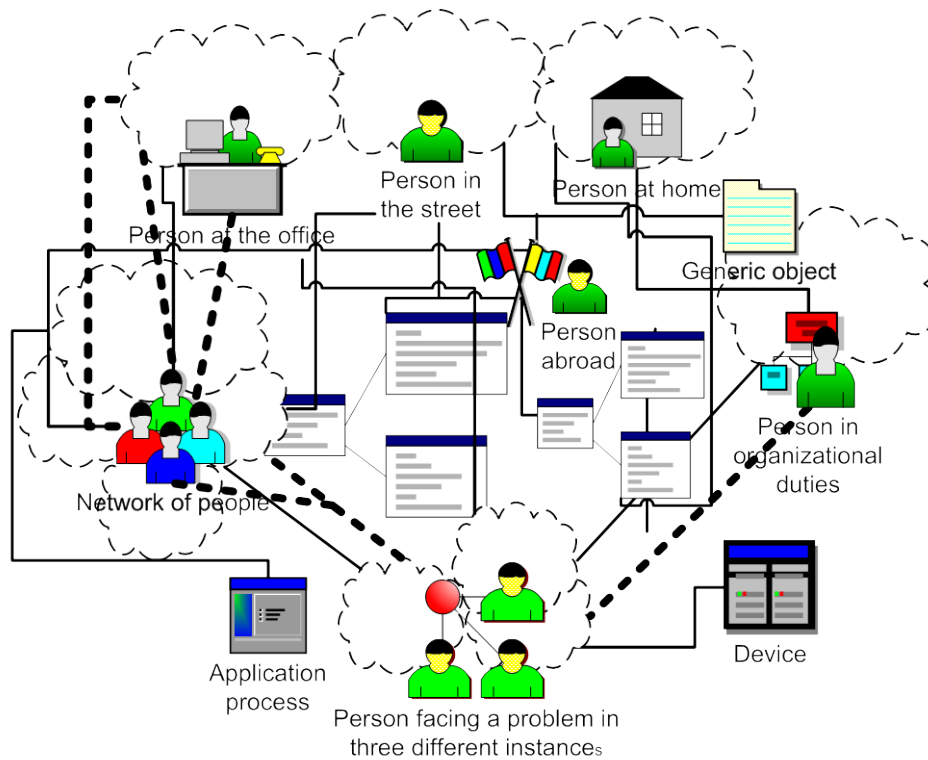 Person in
the street
Person at home
Person at the office
Generic object
Person
abroad
Person in
organizational
duties
Network of people
Application
process
Device
Person facing a problem in
three different instances